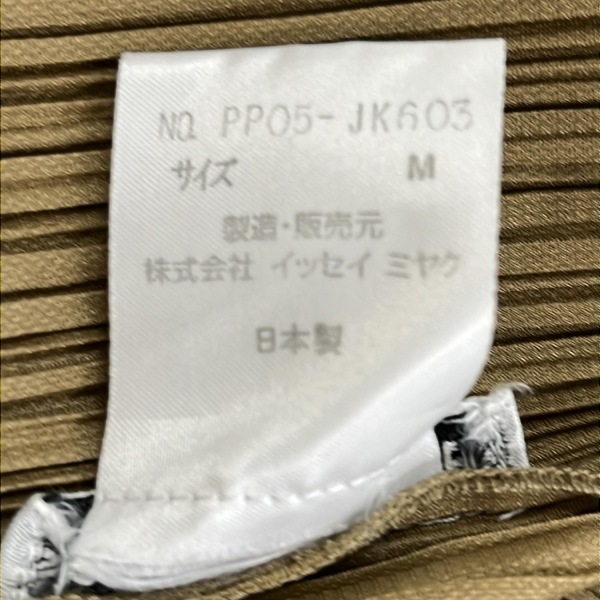 NO. PP05-JK603
サイズ M
製造・販売元
株式会社 イッセイ ミヤケ
日本製